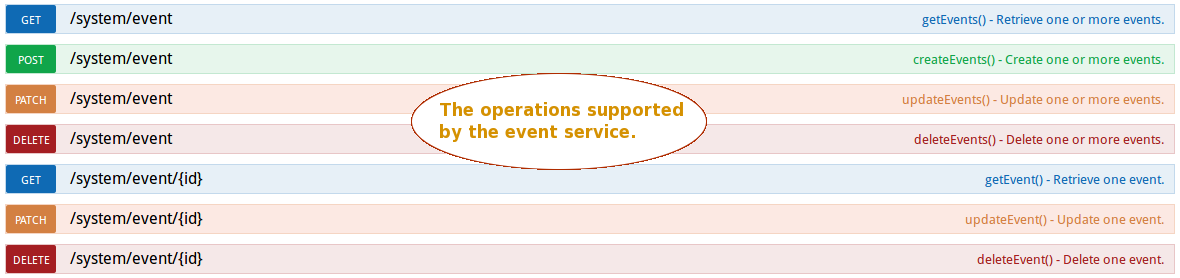 GET /system/event getEvents() - Retrieve one or more events.
POST /system/event createEvents() - Create one or more events.
PATCH /system/event updateEvents() - Update one or more events.
The operations supported
by the event service.
DELETE /system/event deleteEvents() - Delete one or more events.
GET /system/event/{id} getEvent() - Retrieve one event.
PATCH /system/event/{id} updateEvent() - Update one event.
DELETE /system/event/{id} deleteEvent() - Delete one event.